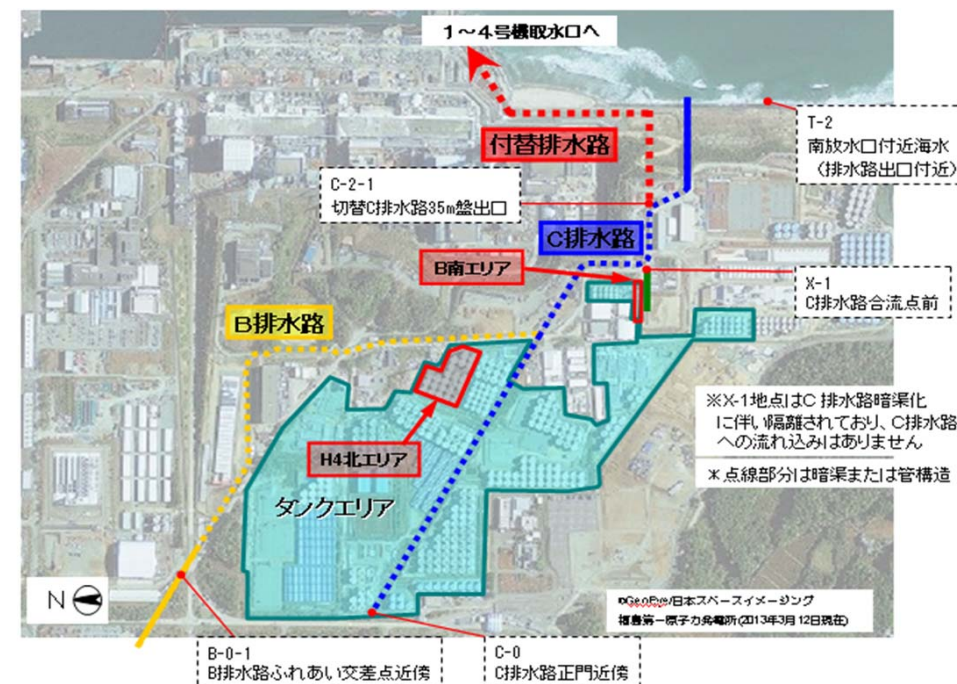 1～4号機取水口へ
T-2
南放水口付近海水
（排水路出口付近）
付替排水路
C-2-1
切替C排水路35m盤出口
C排水路
B南エリア
X-1
C排水路合流点前
B排水路
※X-1地点はC 排水路暗渠化
に伴い隔離されており、C排水路
への流れ込みはありません
H4北エリア
＊点線部分は暗渠または管構造
タンクエリア
N
©GeoEye/日本スペースイメージング
福島第一原子力発電所(2013年3月12日現在)
B-0-1
B排水路ふれあい交差点近傍
C-0
C排水路正門近傍